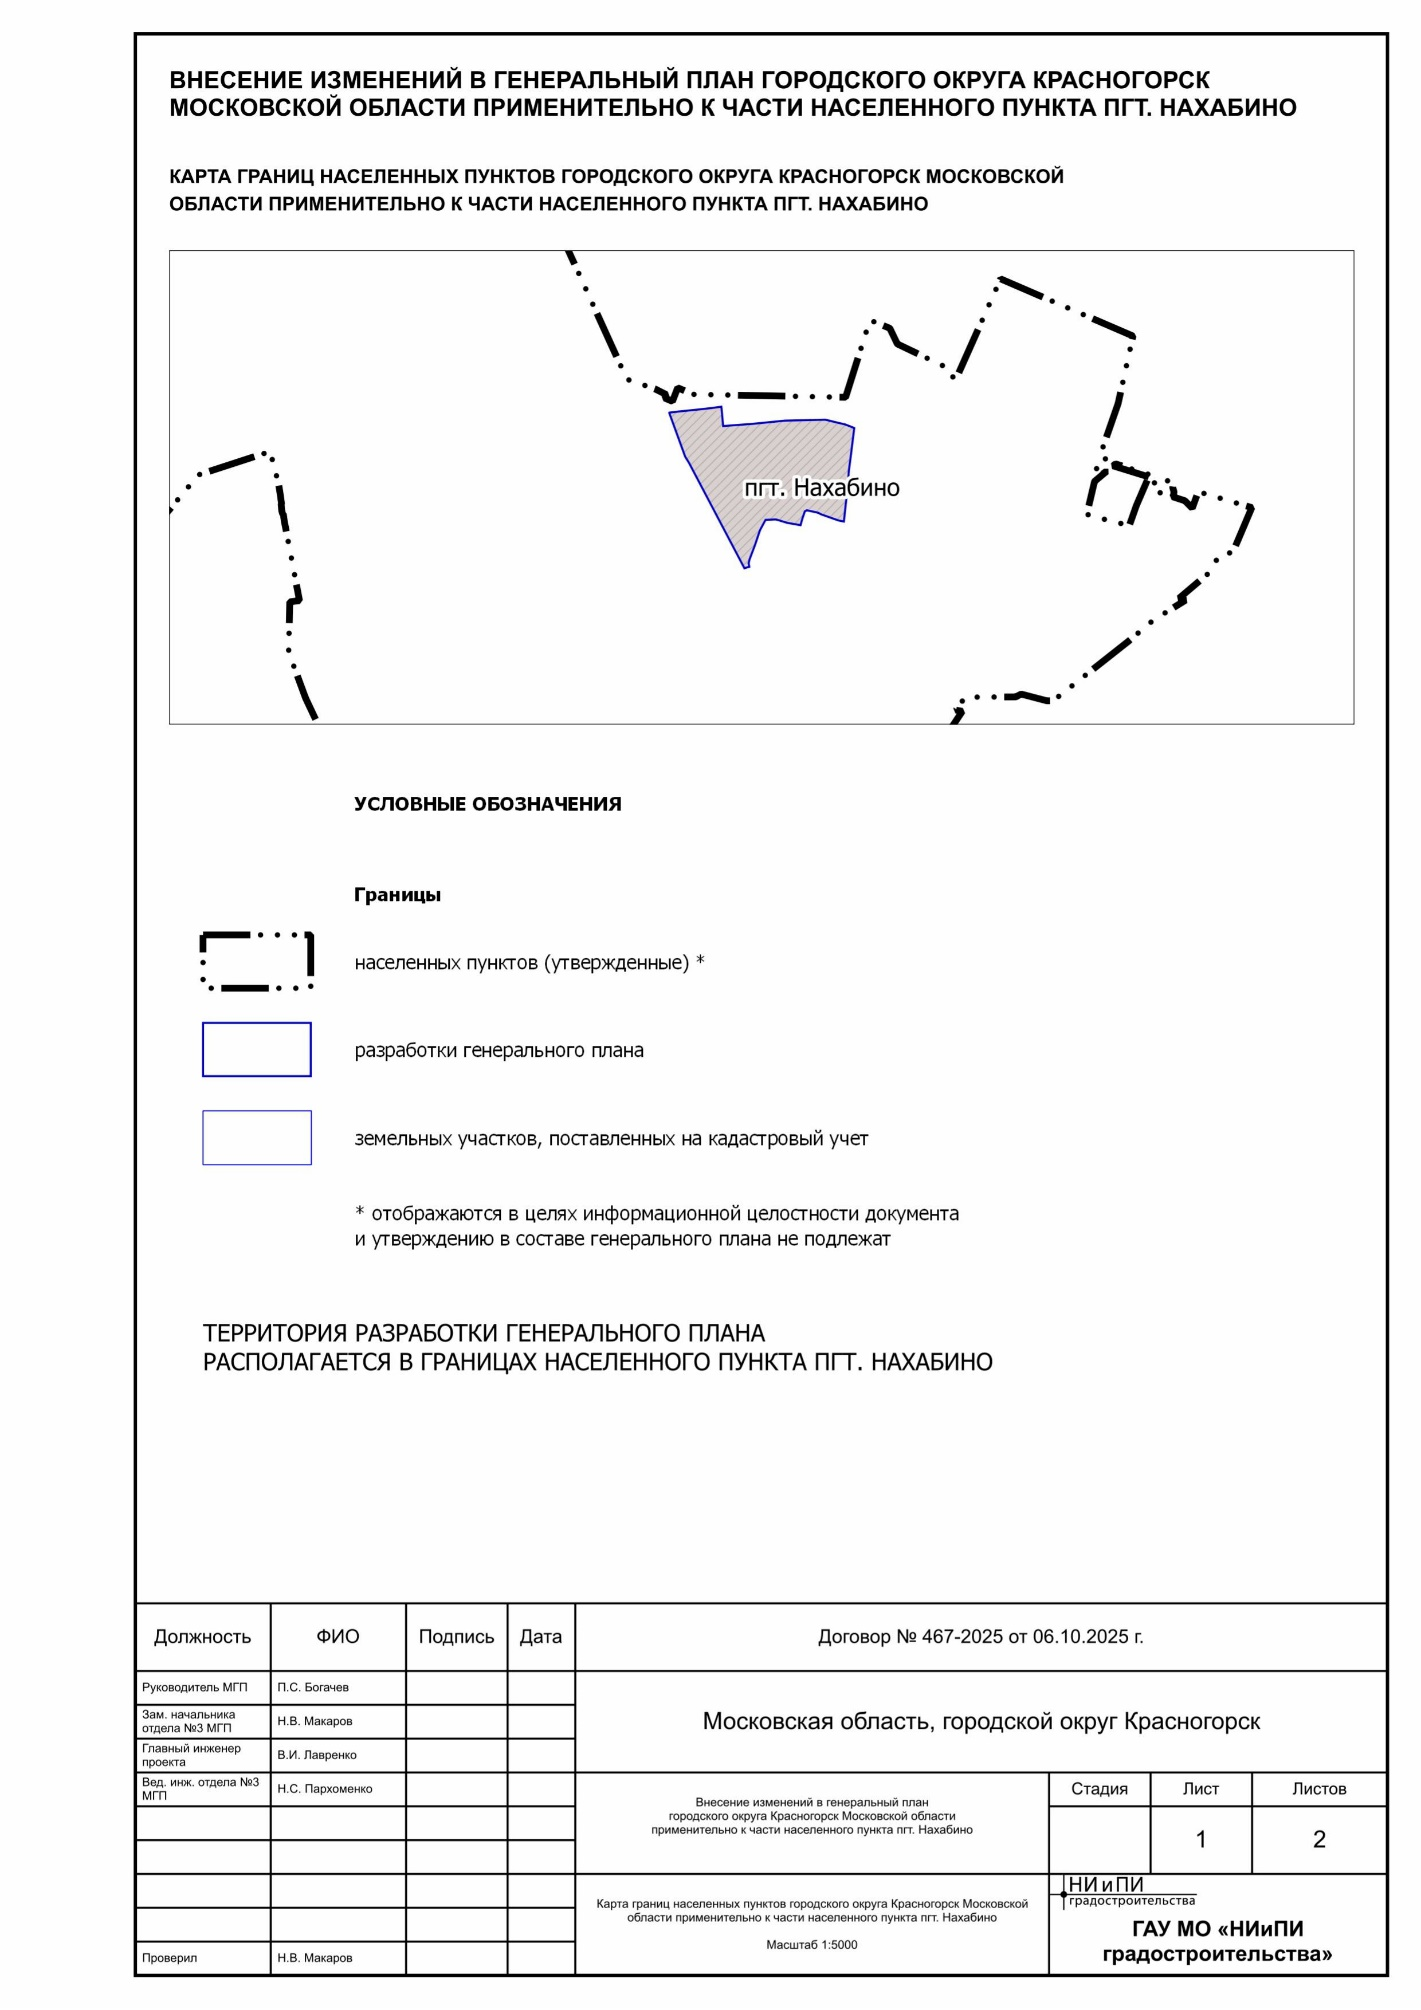 ВНЕСЕНИЕ ИЗМЕНЕНИЙ В ГЕНЕРАЛЬНЫЙ ПЛАН ГОРОДСКОГО ОКРУГА КРАСНОГОРСК
МОСКОВСКОЙ ОБЛАСТИ ПРИМЕНИТЕЛЬНО К ЧАСТИ НАСЕЛЕННОГО ПУНКТА ПГТ. НАХАБИНО
КАРТА ГРАНИЦ НАСЕЛЕННЫХ ПУНКТОВ ГОРОДСКОГО ОКРУГА КРАСНОГОРСК МОСКОВСКОЙ
ОБЛАСТИ ПРИМЕНИТЕЛЬНО К ЧАСТИ НАСЕЛЕННОГО ПУНКТА ПГТ. НАХАБИНО
пгт. Нахабино
УСЛОВНЫЕ ОБОЗНАЧЕНИЯ
Границы
населенных пунктов (утвержденные) *
разработки генерального плана
земельных участков, поставленных на кадастровый учет
* отображаются в целях информационной целостности документа
и утверждению в составе генерального плана не подлежат
ТЕРРИТОРИЯ РАЗРАБОТКИ ГЕНЕРАЛЬНОГО ПЛАНА
РАСПОЛАГАЕТСЯ В ГРАНИЦАХ НАСЕЛЕННОГО ПУНКТА ПГТ. НАХАБИНО
Должность ФИО Подпись Дата Договор № 467-2025 от 06.10.2025 г.
Руководитель МГП П.С. Богачев
Зам. начальника
отдела №3 МГП Н.В. Макаров
Московская область, городской округ Красногорск
Главный инженер
проекта В.И. Лавренко
Вед. инж. отдела №3
МГП Н.С. Пархоменко
Внесение изменений в генеральный план
городского округа Красногорск Московской области
применительно к части населенного пункта пгт. Нахабино
Стадия Лист Листов
1 2
Карта границ населенных пунктов городского округа Красногорск Московской
области применительно к части населенного пункта пгт. Нахабино
Масштаб 1:5000
НИиПИ
градостроительства
ГАУ МО «НИиПИ
градостроительства»
Проверил Н.В. Макаров